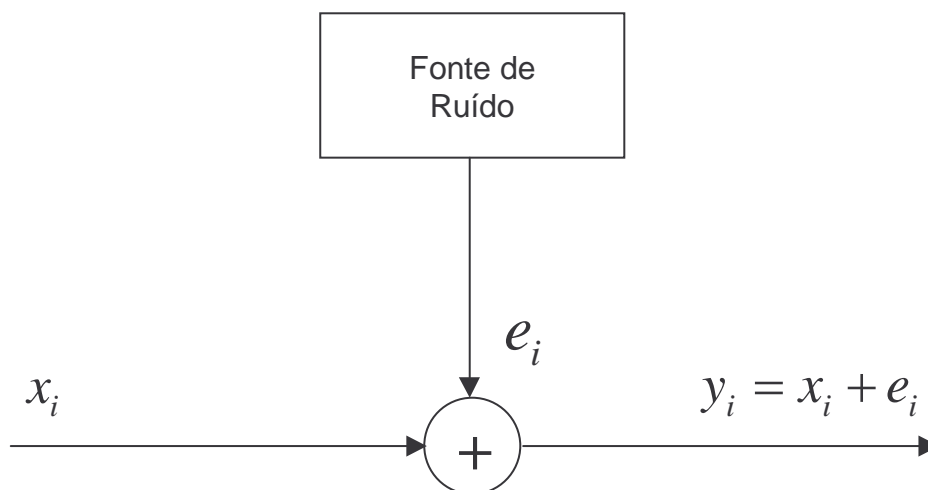 Fonte de
Ruído
e_i
x_i
y_i = x_i + e_i
+